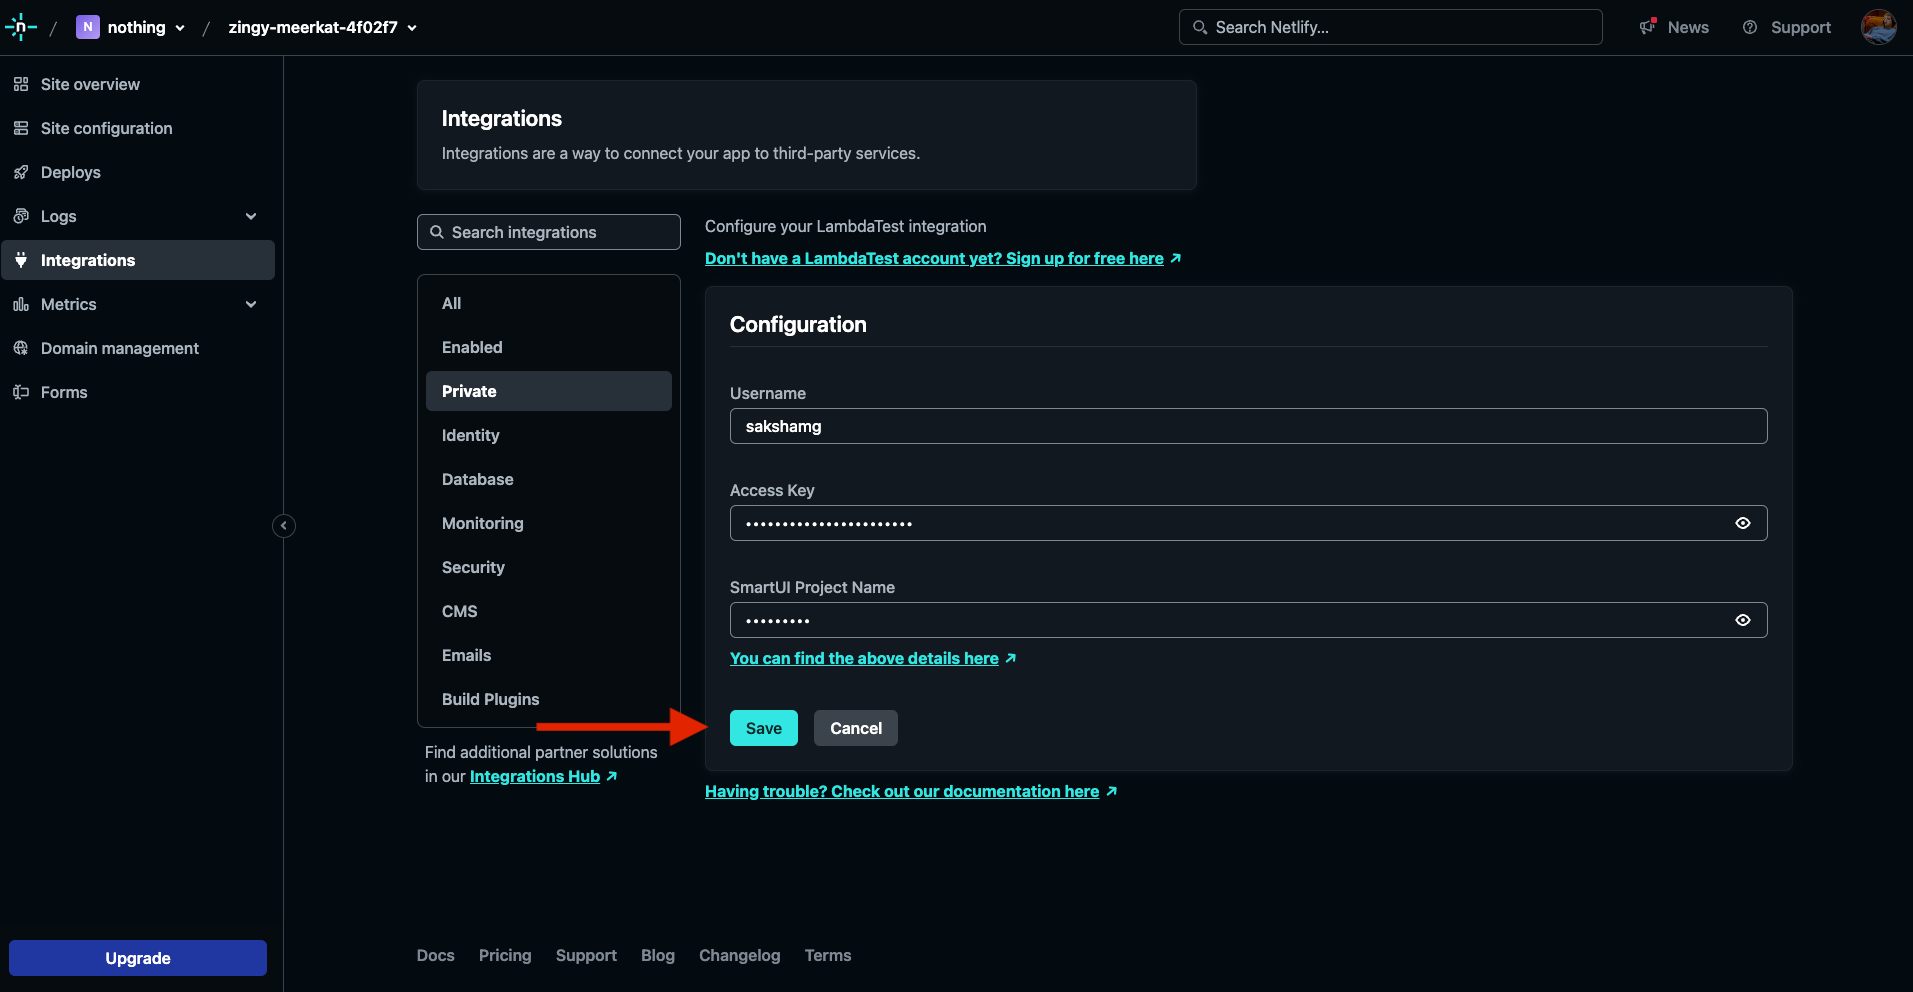 n / N nothing / zingy-meerkat-4f02f7
Search Netlify...
News
Support
Site overview
Site configuration
Deploys
Logs
Integrations
Metrics
Domain management
Forms
Upgrade
Integrations
Integrations are a way to connect your app to third-party services.
Search integrations
All
Enabled
Private
Identity
Database
Monitoring
Security
CMS
Emails
Build Plugins
Find additional partner solutions
in our Integrations Hub
Configure your LambdaTest integration
Don't have a LambdaTest account yet? Sign up for free here
Configuration
Username
sakshamg
Access Key
•••••••••••••••••••••••
SmartUI Project Name
•••••••••
You can find the above details here
Save
Cancel
Having trouble? Check out our documentation here
Docs Pricing Support Blog Changelog Terms